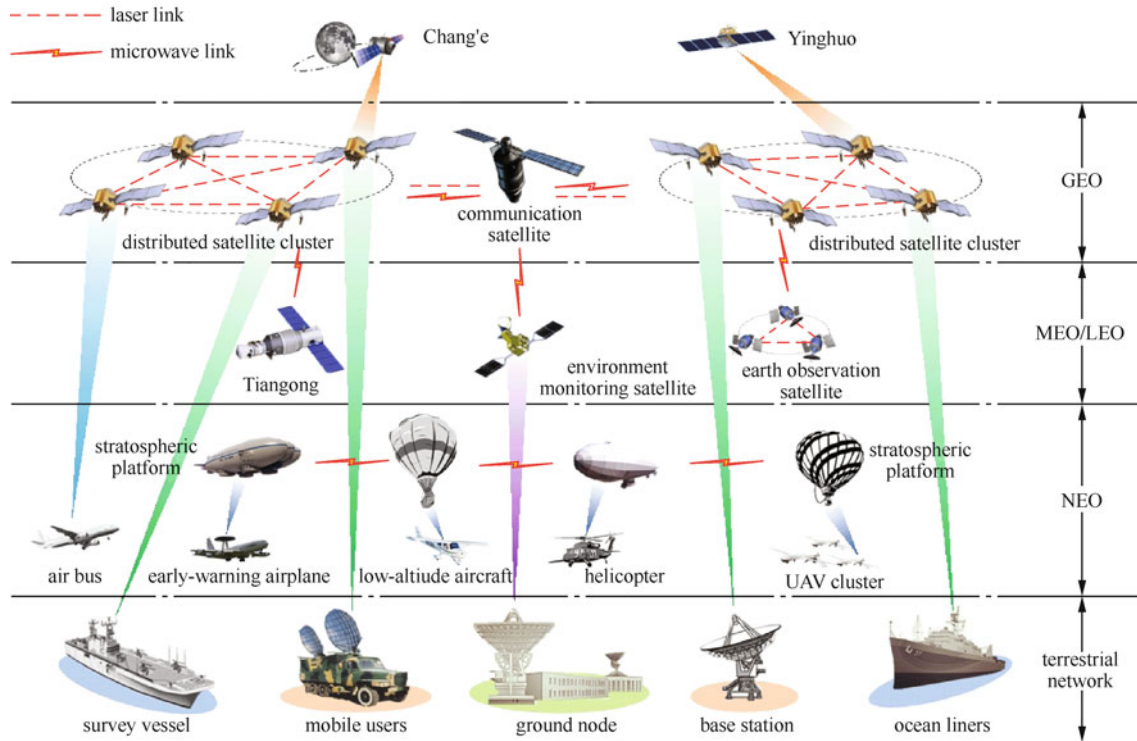 laser link
microwave link
Chang'e
Yinghuo
GEO
communication
satellite
distributed satellite cluster
distributed satellite cluster
MEO/LEO
Tiangong
environment
monitoring satellite
earth observation
satellite
stratospheric
platform
stratospheric
platform
NEO
air bus
early-warning airplane
low-altiude aircraft
helicopter
UAV cluster
terrestrial
network
survey vessel
mobile users
ground node
base station
ocean liners